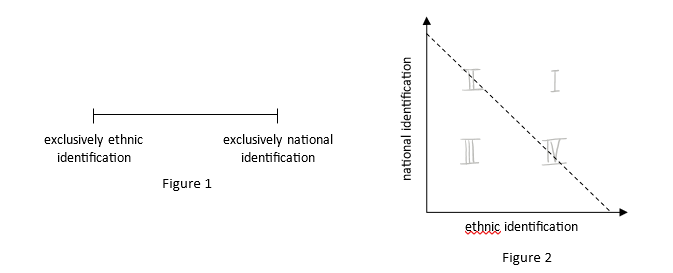 exclusively ethnic
identification
exclusively national
identification
Figure 1
national identification
II
I
III
IV
ethnic identification
Figure 2